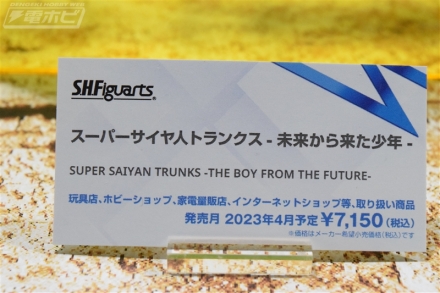 電ホビ
S.H.Figuarts
スーパーサイヤ人トランクス - 未来から来た少年 -
SUPER SAIYAN TRUNKS -THE BOY FROM THE FUTURE-
玩具店、ホビーショップ、家電量販店、インターネットショップ等、取り扱い商品
発売月 2023年4月予定 ¥7,150(税込)
※価格はメーカー希望小売価格(税込)です